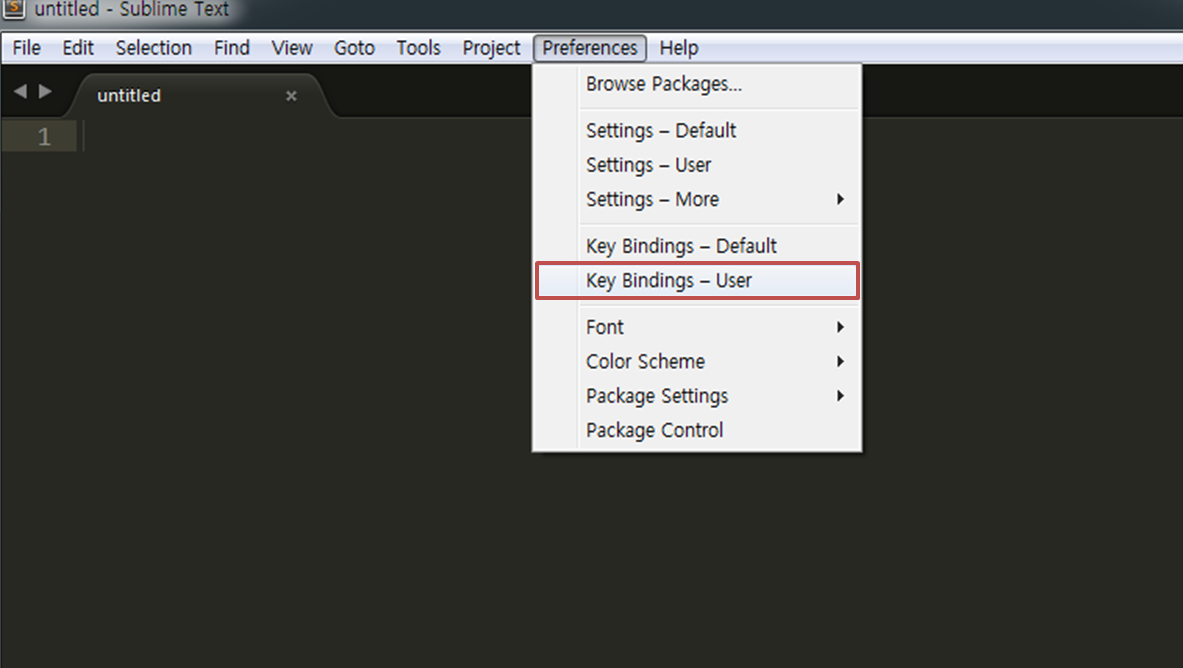 untitled - Sublime Text
File Edit Selection Find View Goto Tools Project Preferences Help
untitled ×
1
Browse Packages...
Settings – Default
Settings – User
Settings – More
Key Bindings – Default
Key Bindings – User
Font
Color Scheme
Package Settings
Package Control